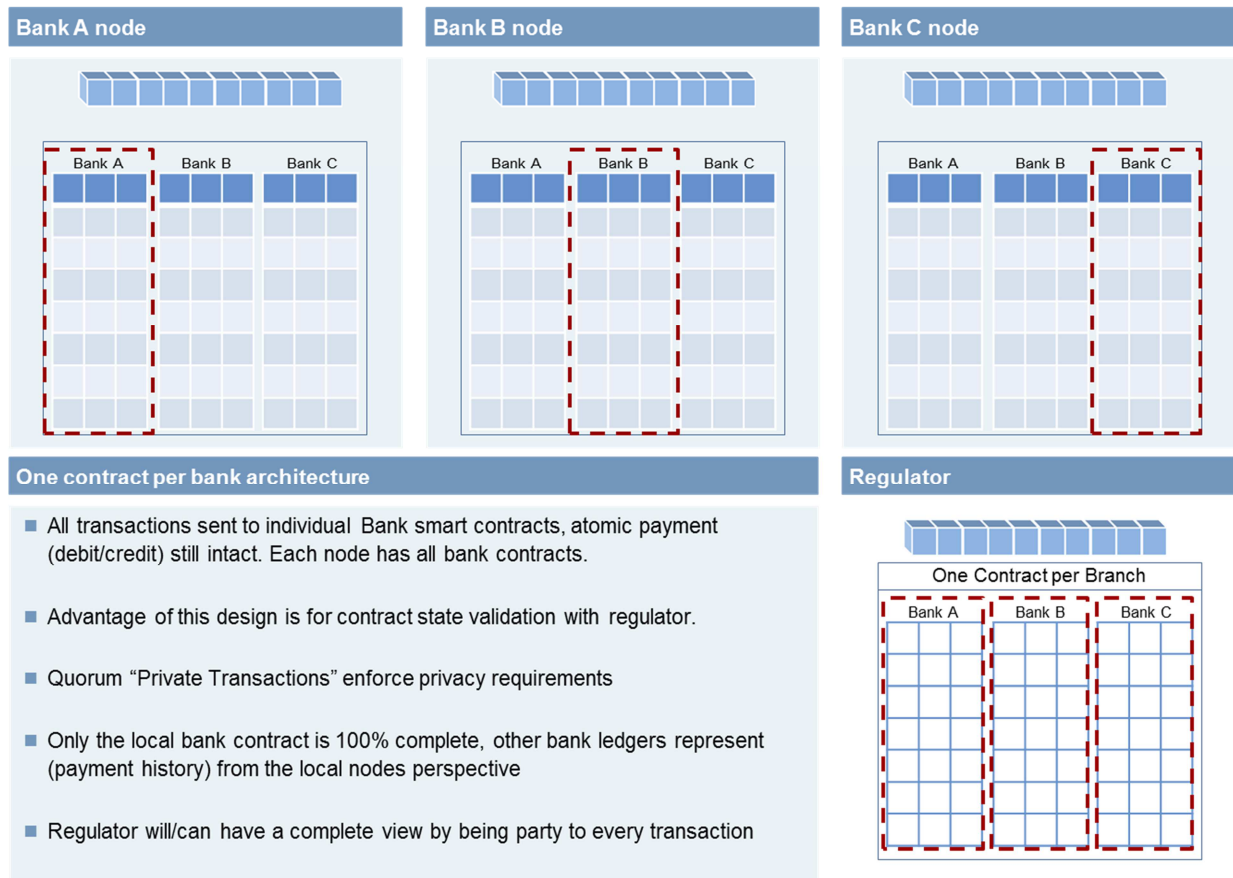 Bank A node
Bank B node
Bank C node
Bank A
Bank B
Bank C
Bank A
Bank B
Bank C
Bank A
Bank B
Bank C
One contract per bank architecture
All transactions sent to individual Bank smart contracts, atomic payment
(debit/credit) still intact. Each node has all bank contracts.
Advantage of this design is for contract state validation with regulator.
Quorum “Private Transactions” enforce privacy requirements
Only the local bank contract is 100% complete, other bank ledgers represent
(payment history) from the local nodes perspective
Regulator will/can have a complete view by being party to every transaction
Regulator
One Contract per Branch
Bank A
Bank B
Bank C